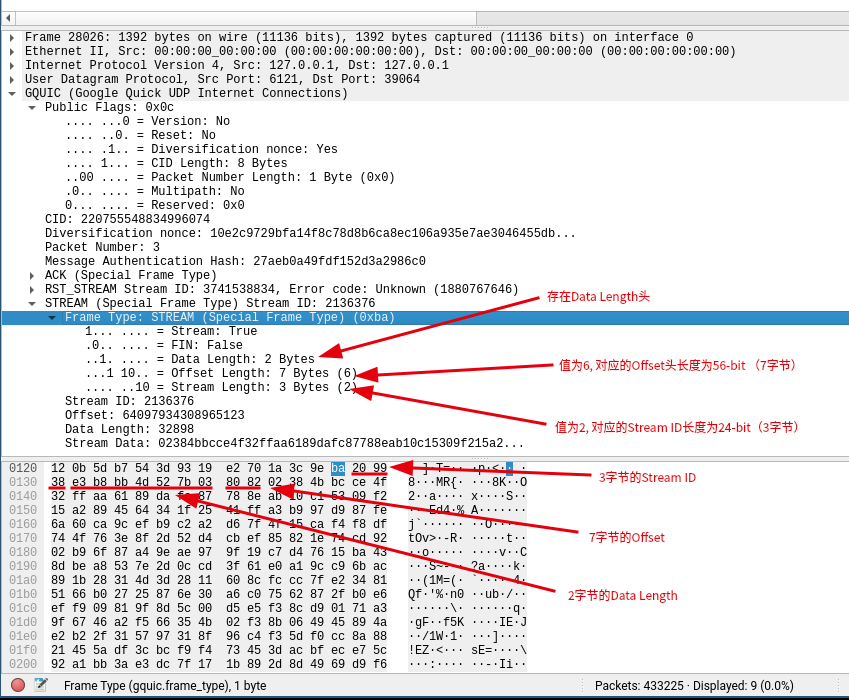 Frame 28026: 1392 bytes on wire (11136 bits), 1392 bytes captured (11136 bits) on interface 0
Ethernet II, Src: 00:00:00_00:00:00 (00:00:00:00:00:00), Dst: 00:00:00_00:00:00 (00:00:00:00:00:00)
Internet Protocol Version 4, Src: 127.0.0.1, Dst: 127.0.0.1
User Datagram Protocol, Src Port: 6121, Dst Port: 39064
GQUIC (Google Quick UDP Internet Connections)
Public Flags: 0x0c
.... ...0 = Version: No
.... ..0. = Reset: No
.... .1.. = Diversification nonce: Yes
.... 1... = CID Length: 8 Bytes
..00 .... = Packet Number Length: 1 Byte (0x0)
.0.. .... = Multipath: No
0... .... = Reserved: 0x0
CID: 220755548834996074
Diversification nonce: 10e2c9729bfa14f8c78d8b6ca8ec106a935e7ae3046455db...
Packet Number: 3
Message Authentication Hash: 27aeb0a49fdf152d3a2986c0
ACK (Special Frame Type)
RST_STREAM Stream ID: 3741538834, Error code: Unknown (1880767646)
STREAM (Special Frame Type) Stream ID: 2136376
存在Data Length头
Frame Type: STREAM (Special Frame Type) (0xba)
1... .... = Stream: True
.0.. .... = FIN: False
..1. .... = Data Length: 2 Bytes
...1 10.. = Offset Length: 7 Bytes (6)
值为6, 对应的Offset头长度为56-bit （7字节）
.... ..10 = Stream Length: 3 Bytes (2)
Stream ID: 2136376
Offset: 64097934308965123
Data Length: 32898
值为2, 对应的Stream ID长度为24-bit（3字节）
Stream Data: 02384bbcce4f32ffaa6189dafc87788eab10c15309f215a2...
0120 12 0b 5d b7 54 3d 93 19 e2 70 1a 3c 9e ba 20 99
3字节的Stream ID
0130 38 e3 b8 bb 4d 52 7b 03 80 82 02 38 4b bc ce 4f 8···MR{· ···8K··O
0140 32 ff aa 61 89 da fc 87 78 8e ab 10 c1 53 09 f2 2··a···· x····S··
0150 15 a2 89 45 64 34 1f 25 41 ff a3 b9 97 d9 87 fe
0160 6a 60 ca 9c ef b9 c2 a2 d6 7f 4f 15 ca f4 f8 df
7字节的Offset
0170 74 4f 76 3e 8f 2d 52 d4 cb ef 85 82 1e 74 cd 92 tOv>·-R· ·····t··
0180 02 b9 6f 87 a4 9e ae 97 9f 19 c7 d4 76 15 ba 43 ··o····· ····v··C
0190 8d be a8 53 7e 2d 0c cd 3f 61 e0 a1 9c c9 6b ac
01a0 89 1b 28 31 4d 3d 28 11 60 8c fc cc 7f e2 34 81
01b0 51 66 b0 27 25 87 6e 30 a6 c0 75 62 87 2f b0 e6 Qf·'%·n0 ··ub·/··
2字节的Data Length
01c0 ef f9 09 81 9f 8d 5c 00 d5 e5 f3 8c d9 01 71 a3 ······\· ······q·
01d0 9f 67 46 a2 f5 66 35 4b 02 f3 8b 06 49 45 89 4a ·gF··f5K ····IE·J
01e0 e2 b2 2f 31 57 97 31 8f 96 c4 f3 5d f0 cc 8a 88 ··/1W·1· ···]····
01f0 21 45 5a df 3c bc f9 f4 73 45 3d ac bf ec e7 5c !EZ·<··· sE=····\
0200 92 a1 bb 3a e3 dc 7f 17 1b 89 2d 8d 49 69 d9 f6 ···:···· ··-·Ii··
Frame Type (gquic.frame_type), 1 byte
Packets: 433225 · Displayed: 9 (0.0%)